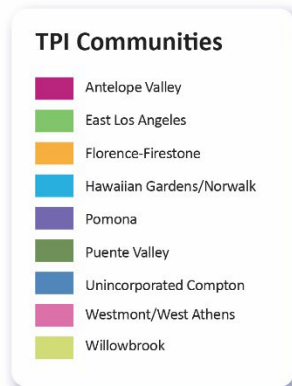 TPI Communities
Antelope Valley
East Los Angeles
Florence-Firestone
Hawaiian Gardens/Norwalk
Pomona
Puente Valley
Unincorporated Compton
Westmont/West Athens
Willowbrook